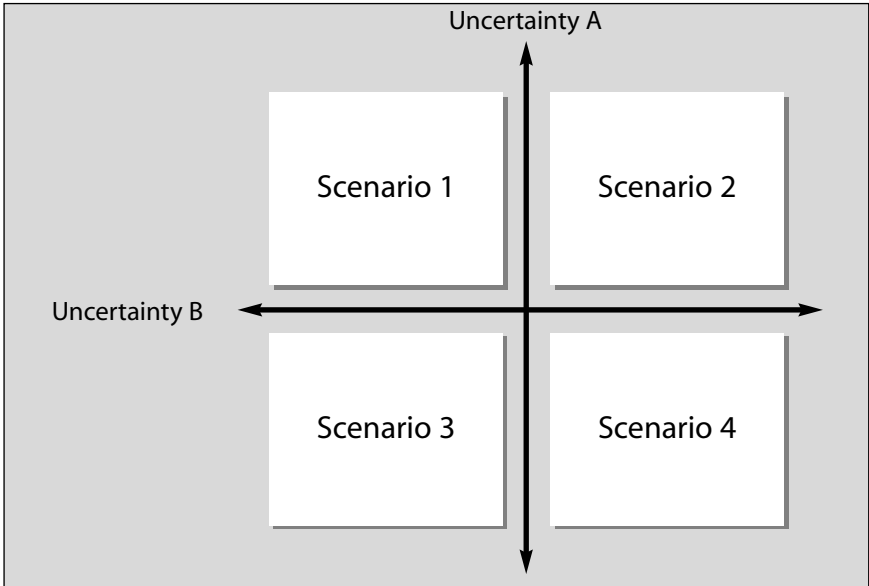 Uncertainty A
Scenario 1
Scenario 2
Uncertainty B
Scenario 3
Scenario 4